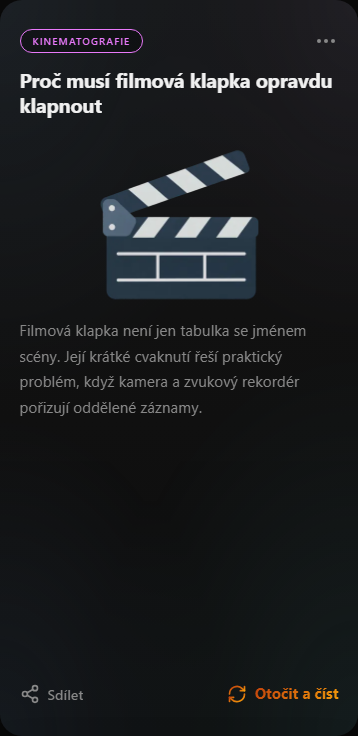 KINEMATOGRAFIE
Proč musí filmová klapka opravdu
klapnout
Filmová klapka není jen tabulka se jménem
scény. Její krátké cvaknutí řeší praktický
problém, když kamera a zvukový rekordér
pořizují oddělené záznamy.
Sdílet
Otočit a číst